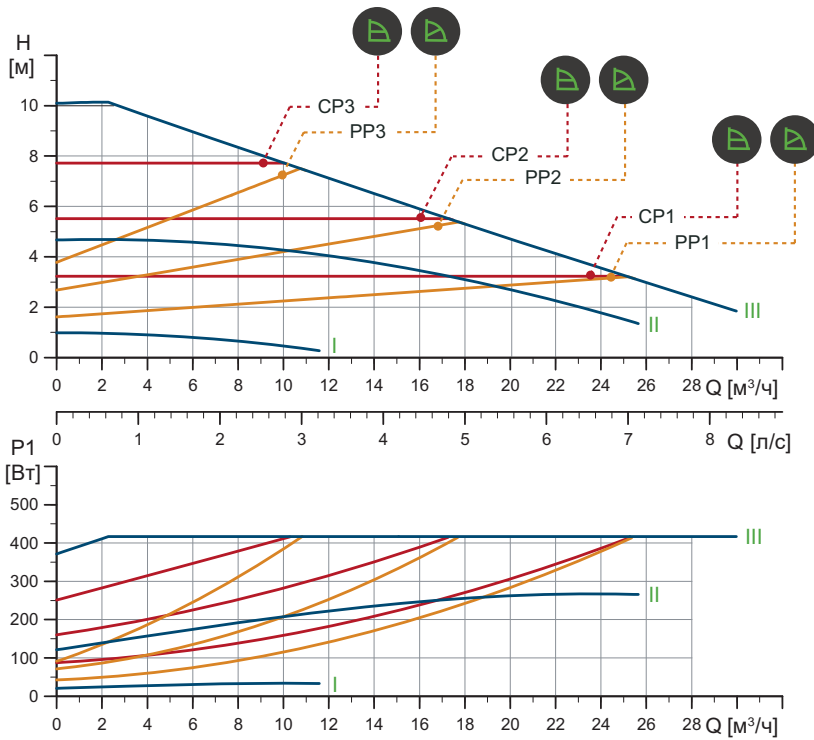 H
[м]
10
8
6
4
2
0
CP3
PP3
CP2
PP2
CP1
PP1
I
II
III
0 2 4 6 8 10 12 14 16 18 20 22 24 26 28 Q [м³/ч]
0 1 2 3 4 5 6 7 8 Q [л/с]
P1
[Вт]
500
400
300
200
100
0
III
II
I
0 2 4 6 8 10 12 14 16 18 20 22 24 26 28 Q [м³/ч]